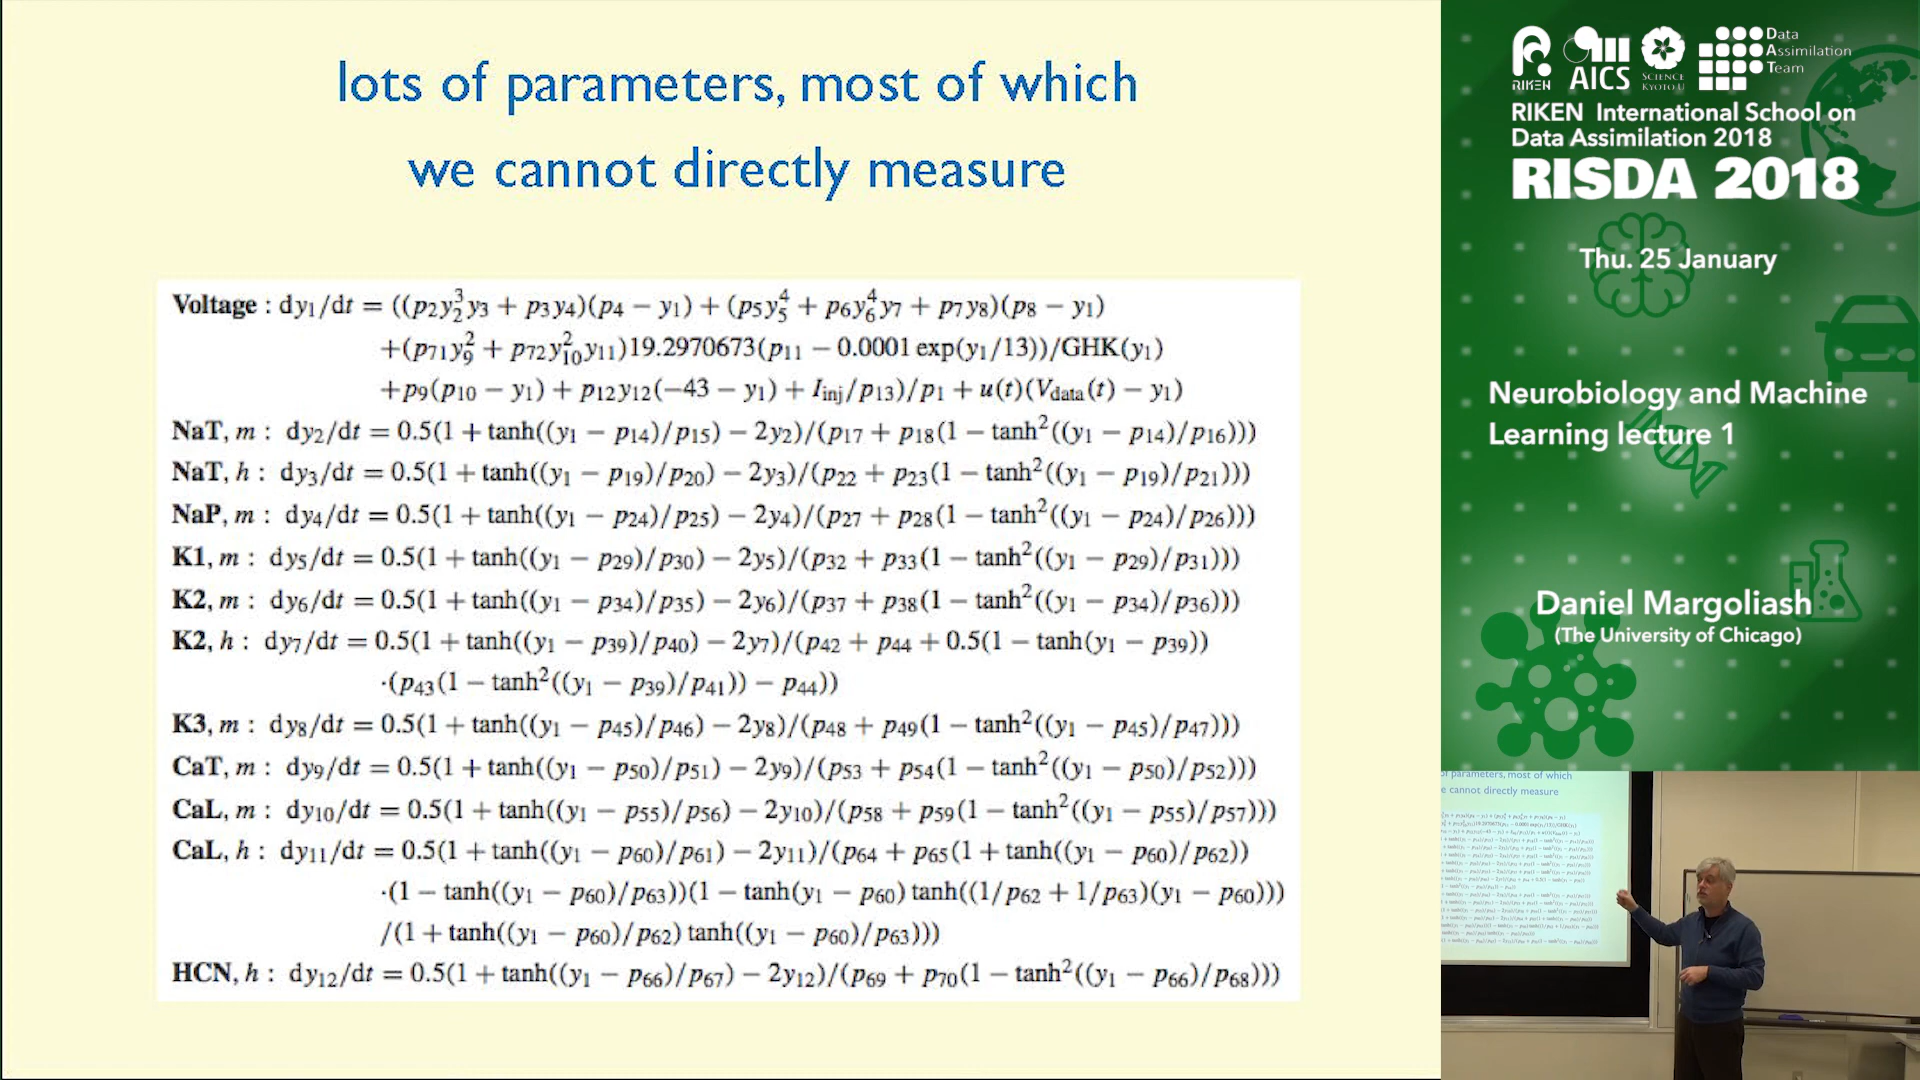 lots of parameters, most of which
we cannot directly measure
Voltage : dy₁/dt = ((p₂y₂³y₃ + p₃y₄)(p₄ − y₁) + (p₅y₅⁴ + p₆y₆⁴y₇ + p₇y₈)(p₈ − y₁)
+(p₇₁y₉² + p₇₂y₁₀²y₁₁)19.2970673(p₁₁ − 0.0001 exp(y₁/13))/GHK(y₁)
+p₉(p₁₀ − y₁) + p₁₂y₁₂(−43 − y₁) + Iinj/p₁₃)/p₁ + u(t)(Vdata(t) − y₁)
NaT, m : dy₂/dt = 0.5(1 + tanh((y₁ − p₁₄)/p₁₅) − 2y₂)/(p₁₇ + p₁₈(1 − tanh²((y₁ − p₁₄)/p₁₆)))
NaT, h : dy₃/dt = 0.5(1 + tanh((y₁ − p₁₉)/p₂₀) − 2y₃)/(p₂₂ + p₂₃(1 − tanh²((y₁ − p₁₉)/p₂₁)))
NaP, m : dy₄/dt = 0.5(1 + tanh((y₁ − p₂₄)/p₂₅) − 2y₄)/(p₂₇ + p₂₈(1 − tanh²((y₁ − p₂₄)/p₂₆)))
K1, m : dy₅/dt = 0.5(1 + tanh((y₁ − p₂₉)/p₃₀) − 2y₅)/(p₃₂ + p₃₃(1 − tanh²((y₁ − p₂₉)/p₃₁)))
K2, m : dy₆/dt = 0.5(1 + tanh((y₁ − p₃₄)/p₃₅) − 2y₆)/(p₃₇ + p₃₈(1 − tanh²((y₁ − p₃₄)/p₃₆)))
K2, h : dy₇/dt = 0.5(1 + tanh((y₁ − p₃₉)/p₄₀) − 2y₇)/(p₄₂ + p₄₄ + 0.5(1 − tanh(y₁ − p₃₉))
·(p₄₃(1 − tanh²((y₁ − p₃₉)/p₄₁)) − p₄₄))
K3, m : dy₈/dt = 0.5(1 + tanh((y₁ − p₄₅)/p₄₆) − 2y₈)/(p₄₈ + p₄₉(1 − tanh²((y₁ − p₄₅)/p₄₇)))
CaT, m : dy₉/dt = 0.5(1 + tanh((y₁ − p₅₀)/p₅₁) − 2y₉)/(p₅₃ + p₅₄(1 − tanh²((y₁ − p₅₀)/p₅₂)))
CaL, m : dy₁₀/dt = 0.5(1 + tanh((y₁ − p₅₅)/p₅₆) − 2y₁₀)/(p₅₈ + p₅₉(1 − tanh²((y₁ − p₅₅)/p₅₇)))
CaL, h : dy₁₁/dt = 0.5(1 + tanh((y₁ − p₆₀)/p₆₁) − 2y₁₁)/(p₆₄ + p₆₅(1 + tanh((y₁ − p₆₀)/p₆₂))
·(1 − tanh((y₁ − p₆₀)/p₆₃))(1 − tanh(y₁ − p₆₀) tanh((1/p₆₂ + 1/p₆₃)(y₁ − p₆₀)))
/(1 + tanh((y₁ − p₆₀)/p₆₂) tanh((y₁ − p₆₀)/p₆₃)))
HCN, h : dy₁₂/dt = 0.5(1 + tanh((y₁ − p₆₆)/p₆₇) − 2y₁₂)/(p₆₉ + p₇₀(1 − tanh²((y₁ − p₆₆)/p₆₈)))
RIKEN AICS SCIENCE KYOTO U Data Assimilation Team
RIKEN International School on
Data Assimilation 2018
RISDA 2018
Thu. 25 January
Neurobiology and Machine
Learning lecture 1
Daniel Margoliash
(The University of Chicago)
parameters, most of which
cannot directly measure